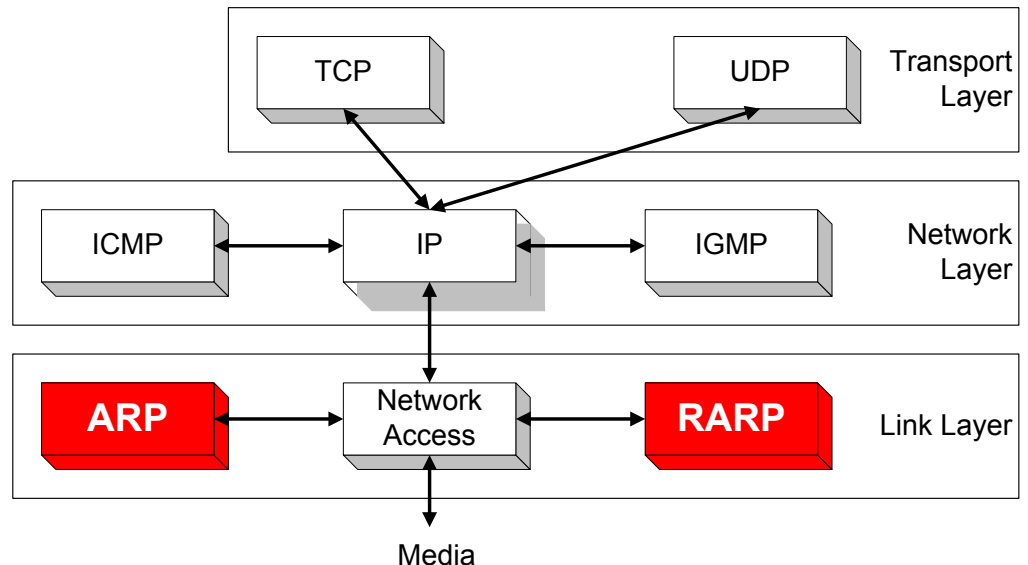 TCP
UDP
Transport
Layer
ICMP
IP
IGMP
Network
Layer
ARP
Network
Access
RARP
Link Layer
Media